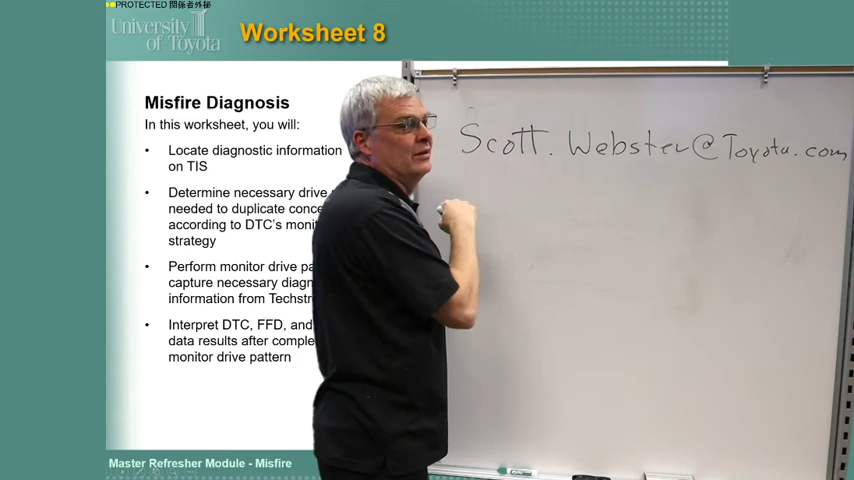 PROTECTED 関係者外秘
University
of Toyota
Worksheet 8
Misfire Diagnosis
In this worksheet, you will:
• Locate diagnostic information
on TIS
• Determine necessary drive
needed to duplicate conce
according to DTC's moni
strategy
• Perform monitor drive pa
capture necessary diagn
information from Techstr
• Interpret DTC, FFD, and
data results after comple
monitor drive pattern
Master Refresher Module - Misfire
Scott.Webster@Toyota.com